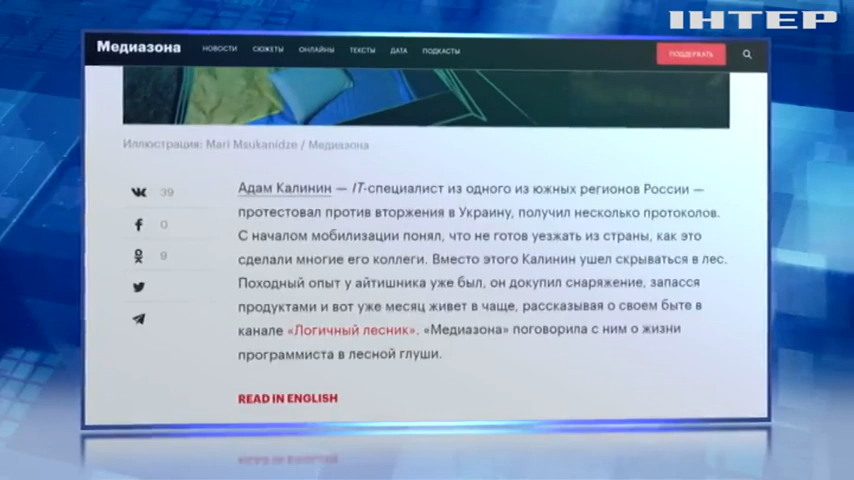 ІНТЕР
Медиазона НОВОСТИ СЮЖЕТЫ ОНЛАЙНЫ ТЕКСТЫ ДАТА ПОДКАСТЫ ПОДДЕРЖАТЬ
Иллюстрация: Mari Msukanidze / Медиазона
Адам Калинин — IT-специалист из одного из южных регионов России —
39
протестовал против вторжения в Украину, получил несколько протоколов.
0
С началом мобилизации понял, что не готов уезжать из страны, как это
9
сделали многие его коллеги. Вместо этого Калинин ушел скрываться в лес.
Походный опыт у айтишника уже был, он докупил снаряжение, запасся
продуктами и вот уже месяц живет в чаще, рассказывая о своем быте в
канале «Логичный лесник». «Медиазона» поговорила с ним о жизни
программиста в лесной глуши.
READ IN ENGLISH